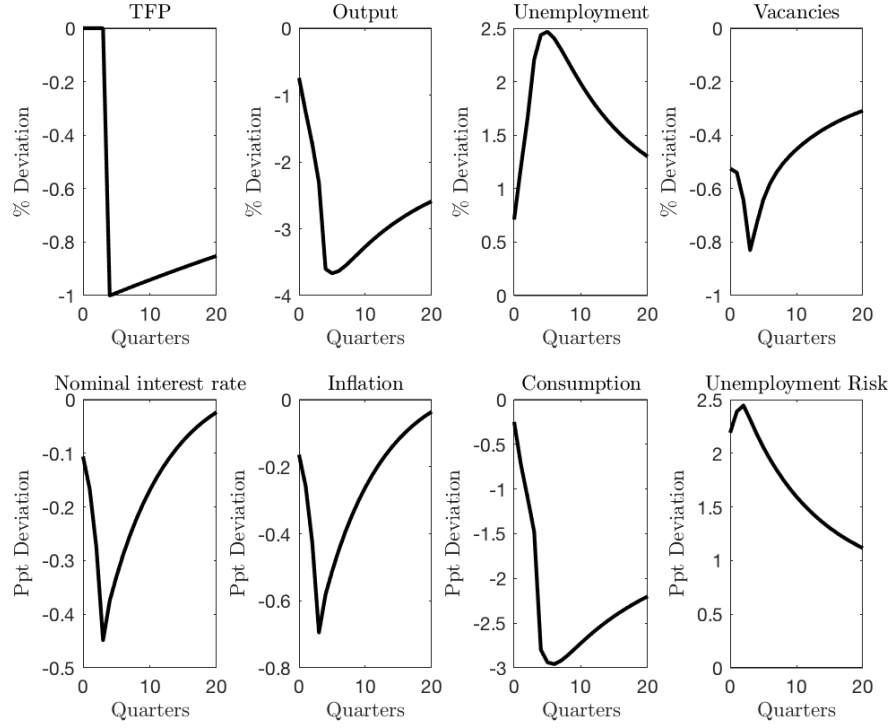 TFP
% Deviation
0
-0.2
-0.4
-0.6
-0.8
-1
0 10 20
Quarters
Output
% Deviation
0
-1
-2
-3
-4
0 10 20
Quarters
Unemployment
% Deviation
2.5
2
1.5
1
0.5
0
0 10 20
Quarters
Vacancies
% Deviation
0
-0.2
-0.4
-0.6
-0.8
-1
0 10 20
Quarters
Nominal interest rate
Ppt Deviation
0
-0.1
-0.2
-0.3
-0.4
-0.5
0 10 20
Quarters
Inflation
Ppt Deviation
0
-0.2
-0.4
-0.6
-0.8
0 10 20
Quarters
Consumption
Ppt Deviation
0
-0.5
-1
-1.5
-2
-2.5
-3
0 10 20
Quarters
Unemployment Risk
Ppt Deviation
2.5
2
1.5
1
0.5
0
0 10 20
Quarters